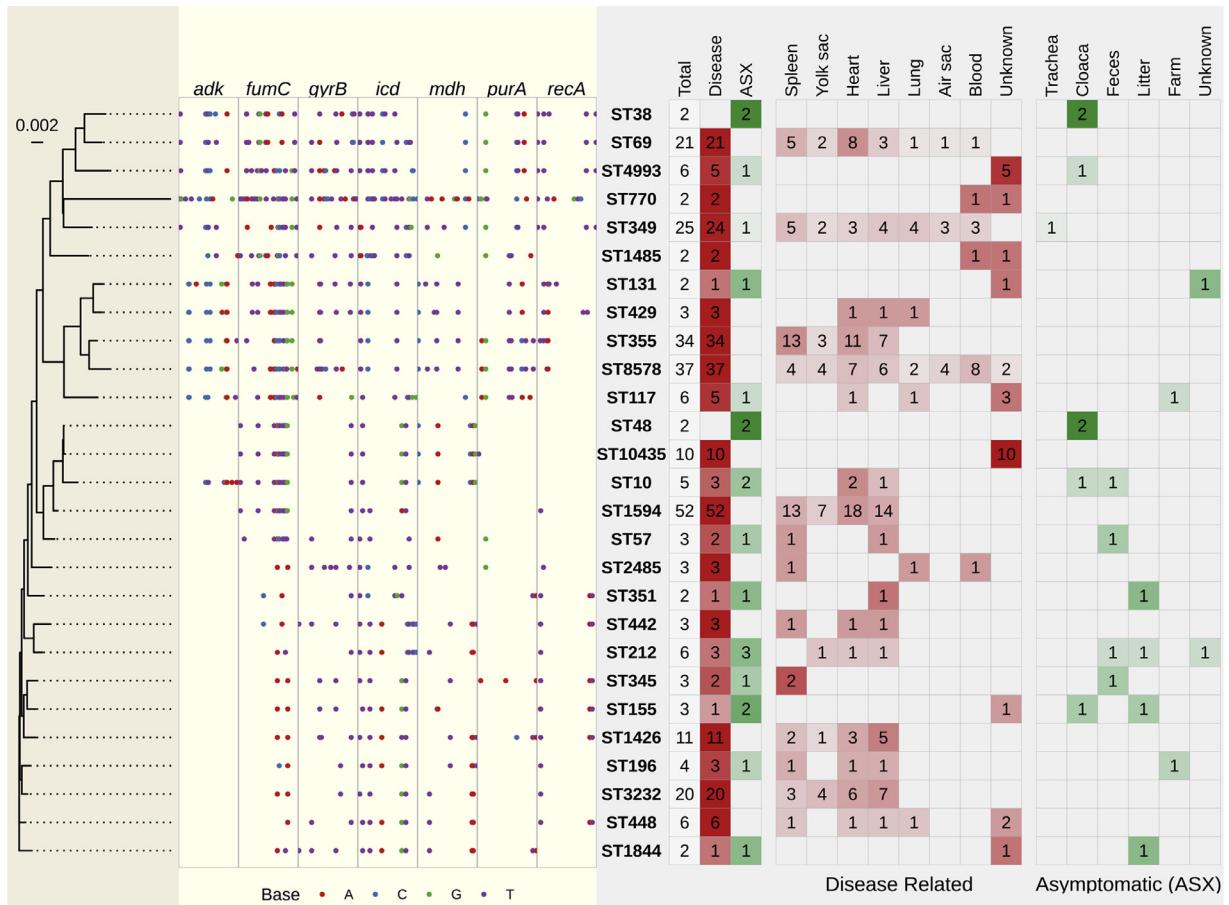 Total Disease ASX Spleen Yolk sac Heart Liver Lung Air sac Blood Unknown Trachea Cloaca Feces Litter Farm Unknown
adk fumC gyrB icd mdh purA recA
0.002
ST38 2 2 2
ST69 21 21 5 2 8 3 1 1 1
ST4993 6 5 1 5 1
ST770 2 2 1 1
ST349 25 24 1 5 2 3 4 4 3 3 1
ST1485 2 2 1 1
ST131 2 1 1 1 1
ST429 3 3 1 1 1
ST355 34 34 13 3 11 7
ST8578 37 37 4 4 7 6 2 4 8 2
ST117 6 5 1 1 1 3 1
ST48 2 2 2
ST10435 10 10 10
ST10 5 3 2 2 1 1 1
ST1594 52 52 13 7 18 14
ST57 3 2 1 1 1 1
ST2485 3 3 1 1 1
ST351 2 1 1 1 1
ST442 3 3 1 1 1
ST212 6 3 3 1 1 1 1 1 1
ST345 3 2 1 2 1
ST155 3 1 2 1 1 1
ST1426 11 11 2 1 3 5
ST196 4 3 1 1 1 1 1
ST3232 20 20 3 4 6 7
ST448 6 6 1 1 1 1 2
ST1844 2 1 1 1 1
Base A C G T
Disease Related Asymptomatic (ASX)